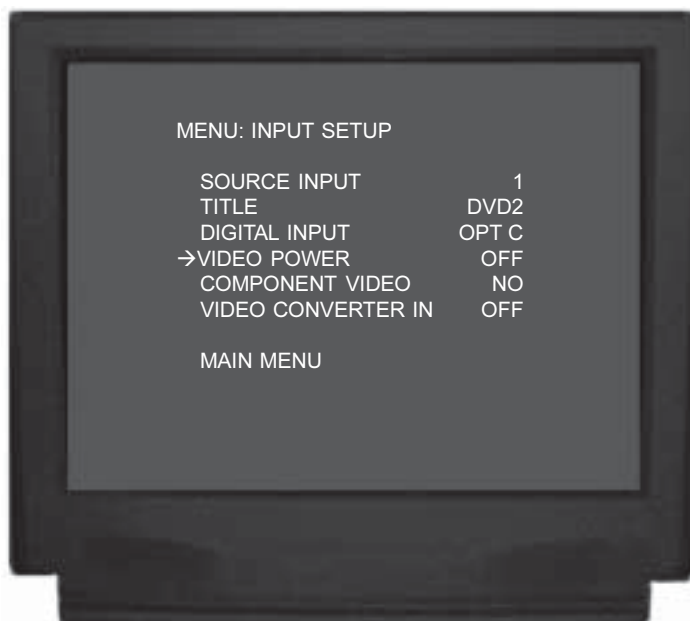 MENU: INPUT SETUP
SOURCE INPUT 1
TITLE DVD2
DIGITAL INPUT OPT C
→VIDEO POWER OFF
COMPONENT VIDEO NO
VIDEO CONVERTER IN OFF
MAIN MENU